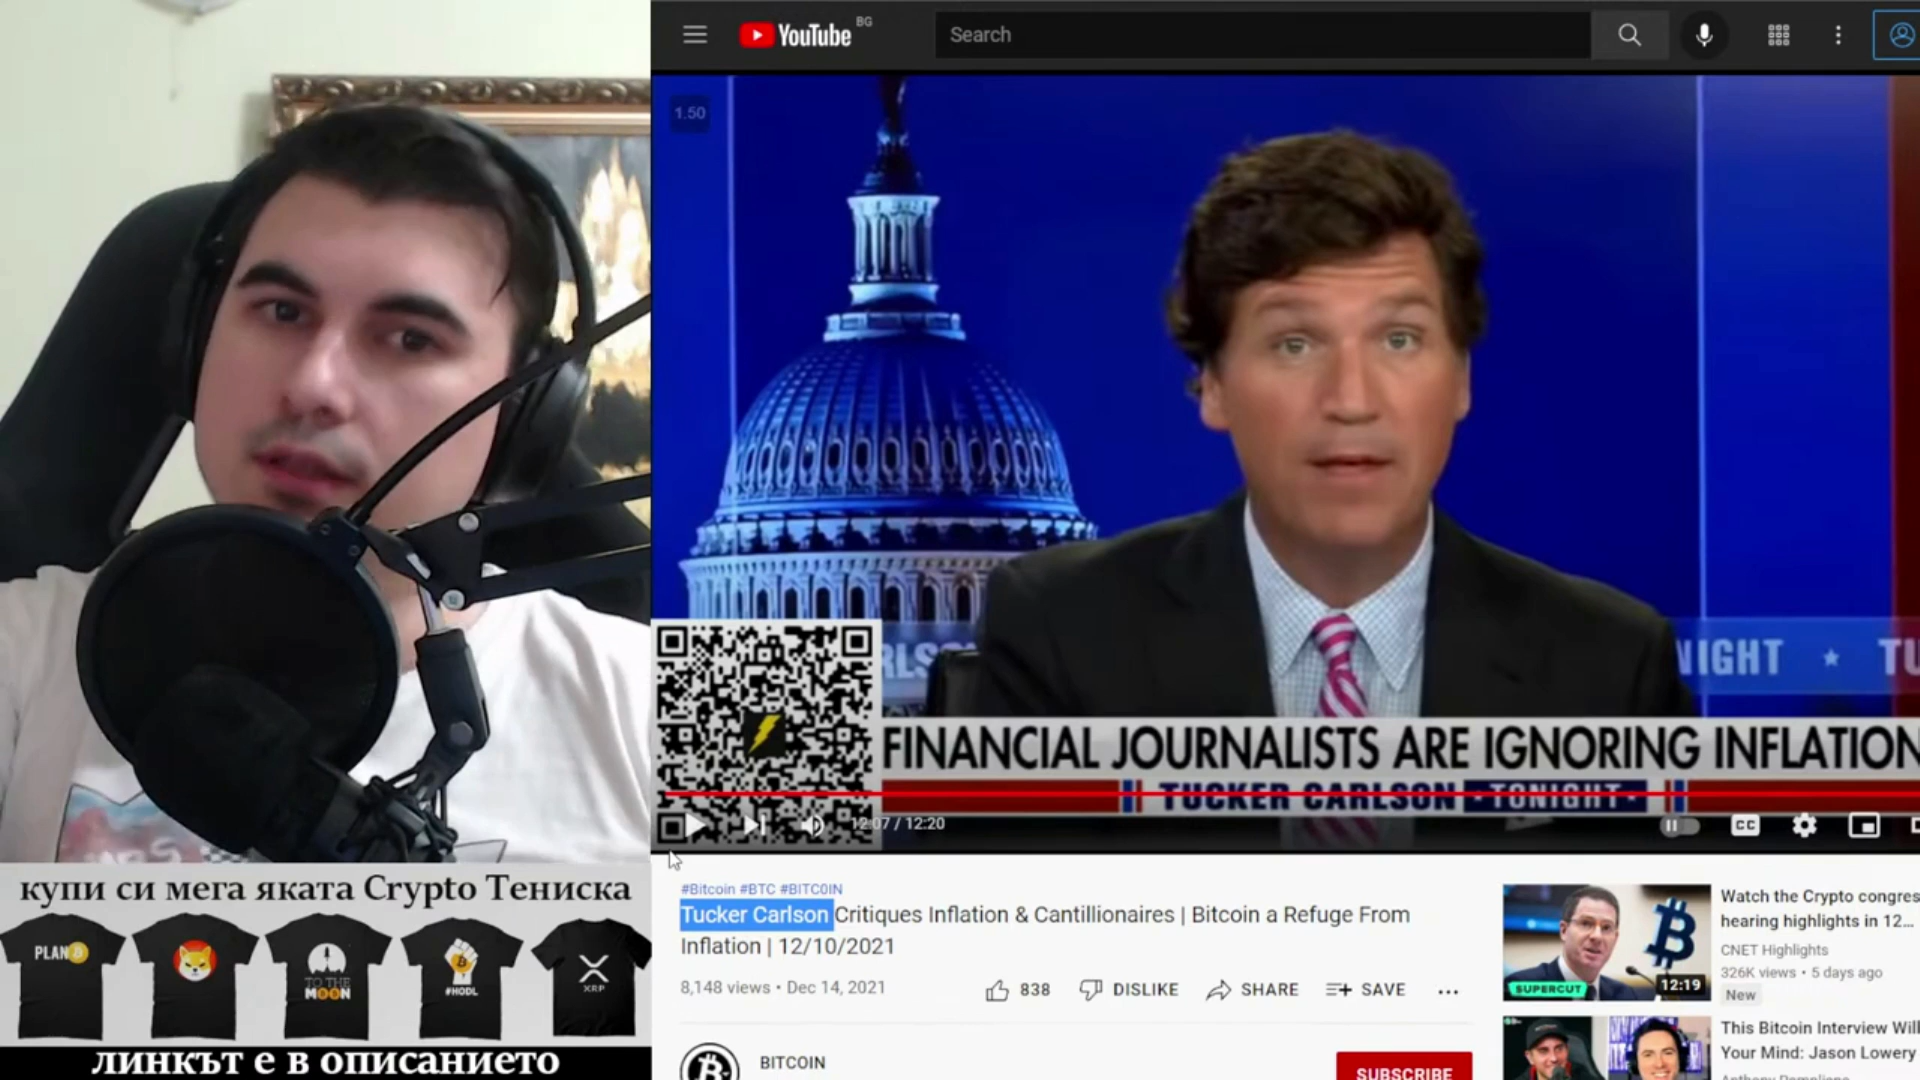 YouTube BG
Search
1.50
NIGHT ★ TU
FINANCIAL JOURNALISTS ARE IGNORING INFLATION
TUCKER CARLSON TONIGHT
12:07 / 12:20
CC
#Bitcoin #BTC #BITCOIN
Tucker Carlson Critiques Inflation & Cantillionaires | Bitcoin a Refuge From
Inflation | 12/10/2021
8,148 views • Dec 14, 2021
838
DISLIKE
SHARE
SAVE
BITCOIN
SUBSCRIBE
SUPERCUT
12:19
Watch the Crypto congres
hearing highlights in 12...
CNET Highlights
326K views • 5 days ago
New
This Bitcoin Interview Will
Your Mind: Jason Lowery
купи си мега яката Crypto Тениска
PLAN B
TO THE
MOON
#HODL
XRP
линкът е в описанието